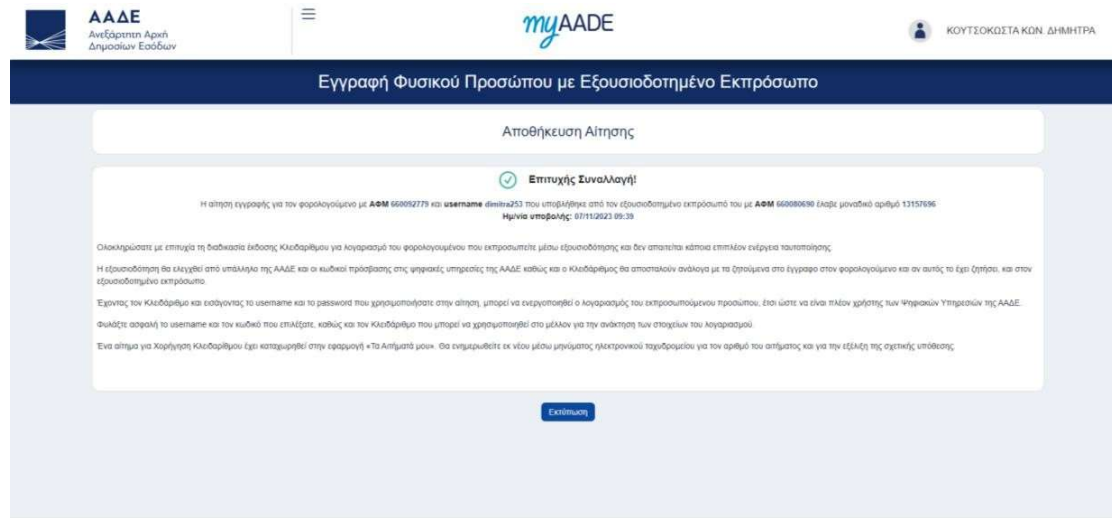 ΑΑΔΕ
Ανεξάρτητη Αρχή
Δημοσίων Εσόδων
myAADE
ΚΟΥΤΣΟΚΩΣΤΑ ΚΩΝ. ΔΗΜΗΤΡΑ
Εγγραφή Φυσικού Προσώπου με Εξουσιοδοτημένο Εκπρόσωπο
Αποθήκευση Αίτησης
Επιτυχής Συναλλαγή!
Η αίτηση εγγραφής για τον φορολογούμενο με ΑΦΜ 660092779 και username dimitra253 που υποβλήθηκε από τον εξουσιοδοτημένο εκπρόσωπό του με ΑΦΜ 660080690 έλαβε μοναδικό αριθμό 13157696
Ημ/νία υποβολής: 07/11/2023 09:39
Ολοκληρώσατε με επιτυχία τη διαδικασία έκδοσης Κλειδαρίθμου για λογαριασμό του φορολογουμένου που εκπροσωπείτε μέσω εξουσιοδότησης και δεν απαιτείται κάποια επιπλέον ενέργεια ταυτοποίησης.
Η εξουσιοδότηση θα ελεγχθεί από υπάλληλο της ΑΑΔΕ και οι κωδικοί πρόσβασης στις ψηφιακές υπηρεσίες της ΑΑΔΕ καθώς και ο Κλειδάριθμος θα αποσταλούν ανάλογα με τα ζητούμενα στο έγγραφο στον φορολογούμενο και αν αυτός το έχει ζητήσει, και στον
εξουσιοδοτημένο εκπρόσωπο.
Έχοντας τον Κλειδάριθμο και εισάγοντας το username και το password που χρησιμοποιήσατε στην αίτηση, μπορεί να ενεργοποιηθεί ο λογαριασμός του εκπροσωπούμενου προσώπου, έτσι ώστε να είναι πλέον χρήστης των Ψηφιακών Υπηρεσιών της ΑΑΔΕ.
Φυλάξτε ασφαλή το username και τον κωδικό που επιλέξατε, καθώς και τον Κλειδάριθμο που μπορεί να χρησιμοποιηθεί στο μέλλον για την ανάκτηση των στοιχείων του λογαριασμού.
Ένα αίτημα για Χορήγηση Κλειδαρίθμου έχει καταχωρηθεί στην εφαρμογή «Τα Αιτήματά μου». Θα ενημερωθείτε εκ νέου μέσω μηνύματος ηλεκτρονικού ταχυδρομείου για τον αριθμό του αιτήματος και για την εξέλιξη της σχετικής υπόθεσης.
Εκτύπωση